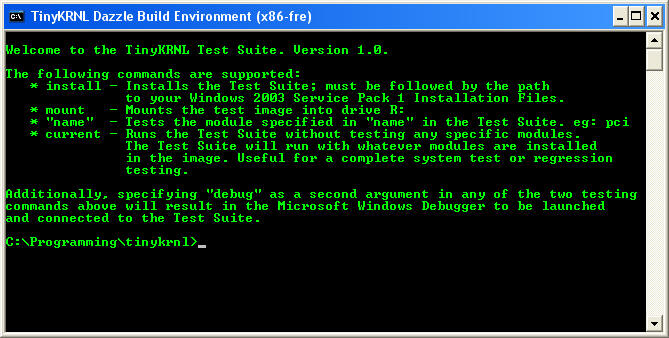 TinyKRNL Dazzle Build Environment (x86-fre)
Welcome to the TinyKRNL Test Suite. Version 1.0.
The following commands are supported:
* install - Installs the Test Suite; must be followed by the path
to your Windows 2003 Service Pack 1 Installation Files.
* mount - Mounts the test image into drive R:
* "name" - Tests the module specified in "name" in the Test Suite. eg: pci
* current - Runs the Test Suite without testing any specific modules.
The Test Suite will run with whatever modules are installed
in the image. Useful for a complete system test or regression
testing.
Additionally, specifying "debug" as a second argument in any of the two testing
commands above will result in the Microsoft Windows Debugger to be launched
and connected to the Test Suite.
C:\Programming\tinykrnl>_